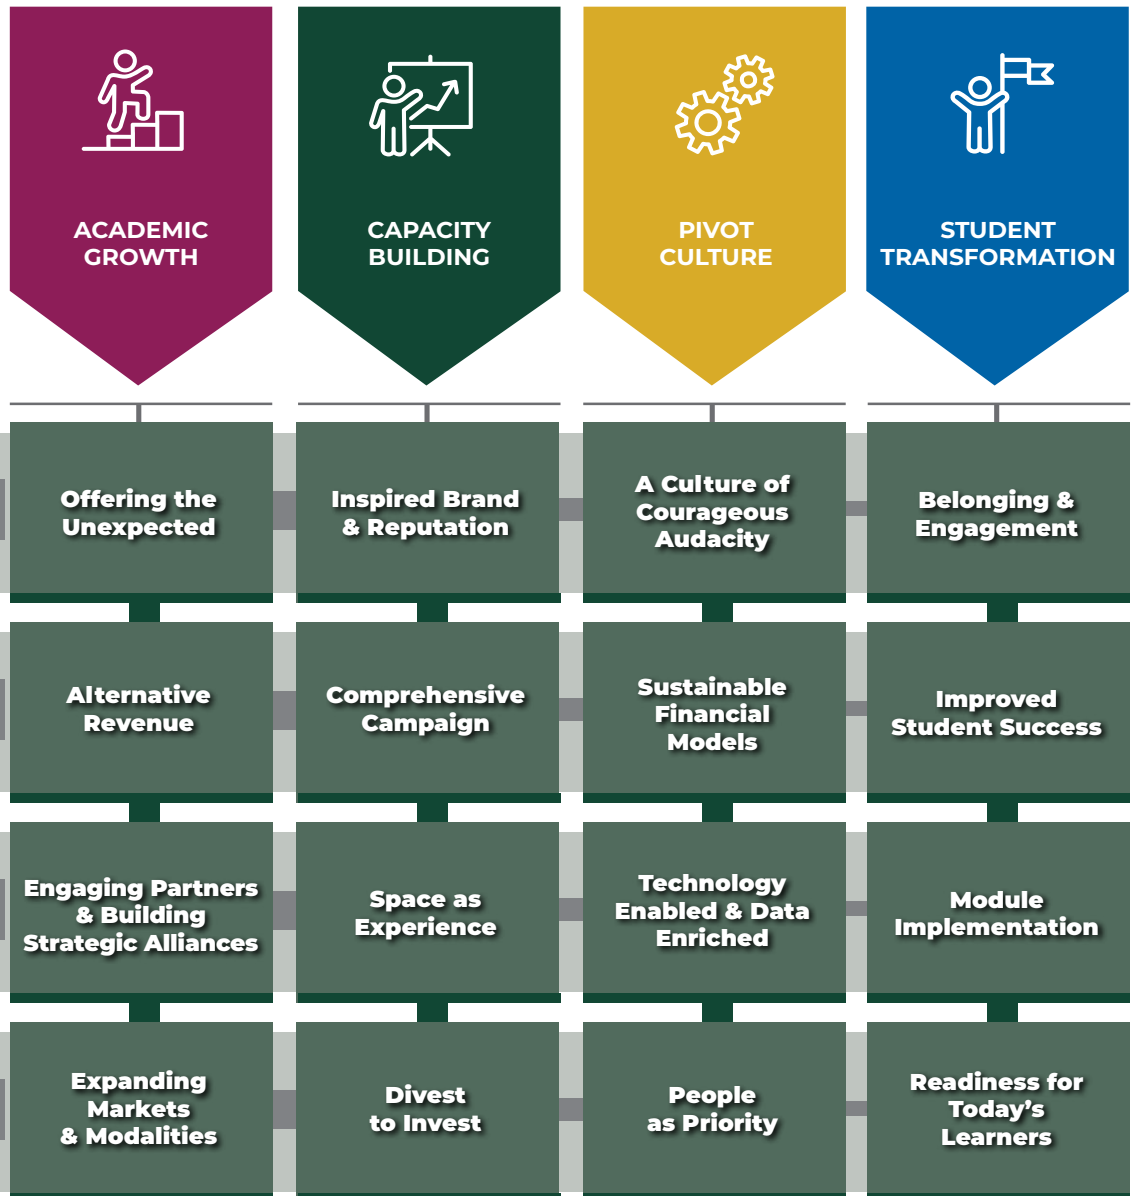 ACADEMIC
GROWTH
CAPACITY
BUILDING
PIVOT
CULTURE
STUDENT
TRANSFORMATION
Offering the
Unexpected
Inspired Brand
& Reputation
A Culture of
Courageous
Audacity
Belonging &
Engagement
Alternative
Revenue
Comprehensive
Campaign
Sustainable
Financial
Models
Improved
Student Success
Engaging Partners
& Building
Strategic Alliances
Space as
Experience
Technology
Enabled & Data
Enriched
Module
Implementation
Expanding
Markets
& Modalities
Divest
to Invest
People
as Priority
Readiness for
Today’s
Learners